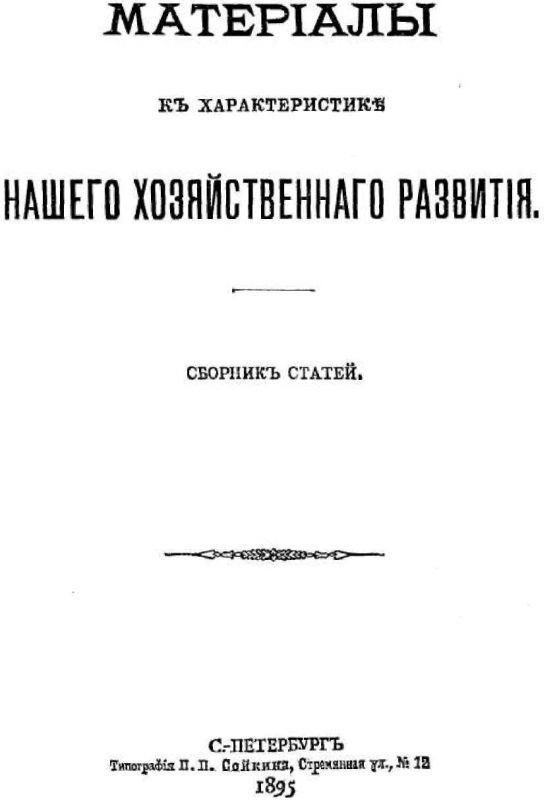 МАТЕРІАЛЫ
КЪ ХАРАКТЕРИСТИКѢ
НАШЕГО ХОЗЯЙСТВЕННАГО РАЗВИТІЯ.
СБОРНИКЪ СТАТЕЙ.
С.-ПЕТЕРБУРГЪ
Типографія П. П. Сойкина, Стремянная ул., № 12
1895